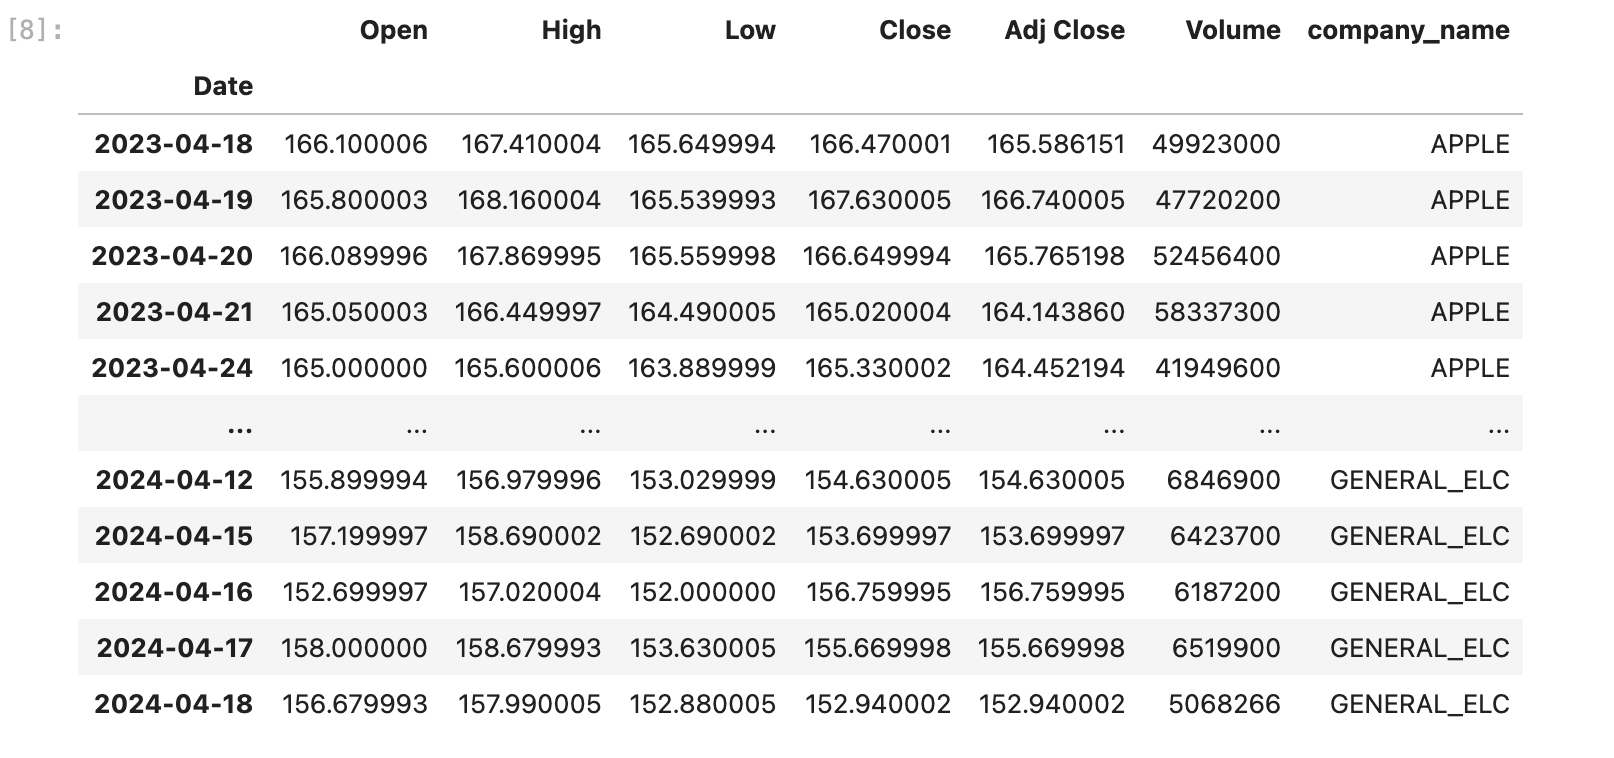 [8]: Open High Low Close Adj Close Volume company_name
Date
2023-04-18 166.100006 167.410004 165.649994 166.470001 165.586151 49923000 APPLE
2023-04-19 165.800003 168.160004 165.539993 167.630005 166.740005 47720200 APPLE
2023-04-20 166.089996 167.869995 165.559998 166.649994 165.765198 52456400 APPLE
2023-04-21 165.050003 166.449997 164.490005 165.020004 164.143860 58337300 APPLE
2023-04-24 165.000000 165.600006 163.889999 165.330002 164.452194 41949600 APPLE
... ... ... ... ... ... ... ...
2024-04-12 155.899994 156.979996 153.029999 154.630005 154.630005 6846900 GENERAL_ELC
2024-04-15 157.199997 158.690002 152.690002 153.699997 153.699997 6423700 GENERAL_ELC
2024-04-16 152.699997 157.020004 152.000000 156.759995 156.759995 6187200 GENERAL_ELC
2024-04-17 158.000000 158.679993 153.630005 155.669998 155.669998 6519900 GENERAL_ELC
2024-04-18 156.679993 157.990005 152.880005 152.940002 152.940002 5068266 GENERAL_ELC